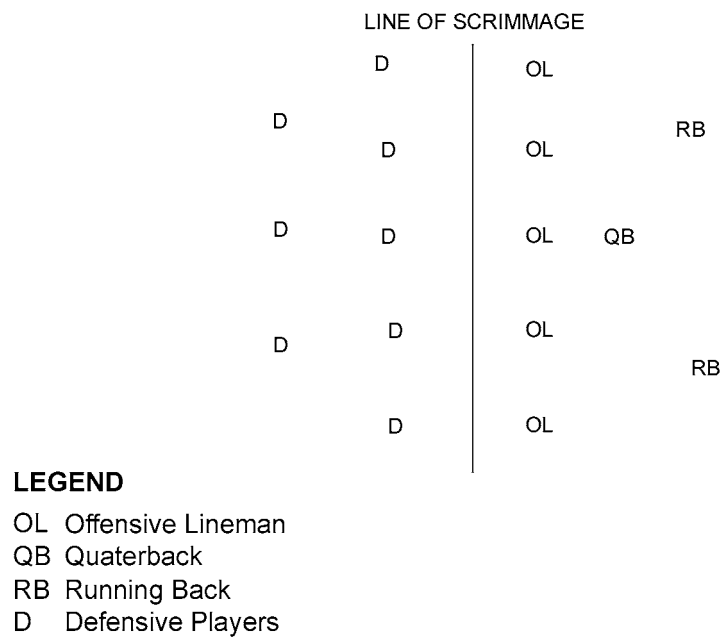 LINE OF SCRIMMAGE
D OL
D RB
D OL
D D OL QB
D OL
D RB
D OL
LEGEND
OL Offensive Lineman
QB Quaterback
RB Running Back
D Defensive Players